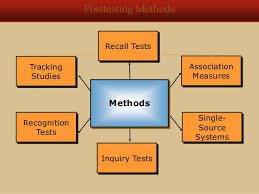 Posttesting Methods
Recall Tests
Tracking
Studies
Association
Measures
Methods
Recognition
Tests
Single-
Source
Systems
Inquiry Tests